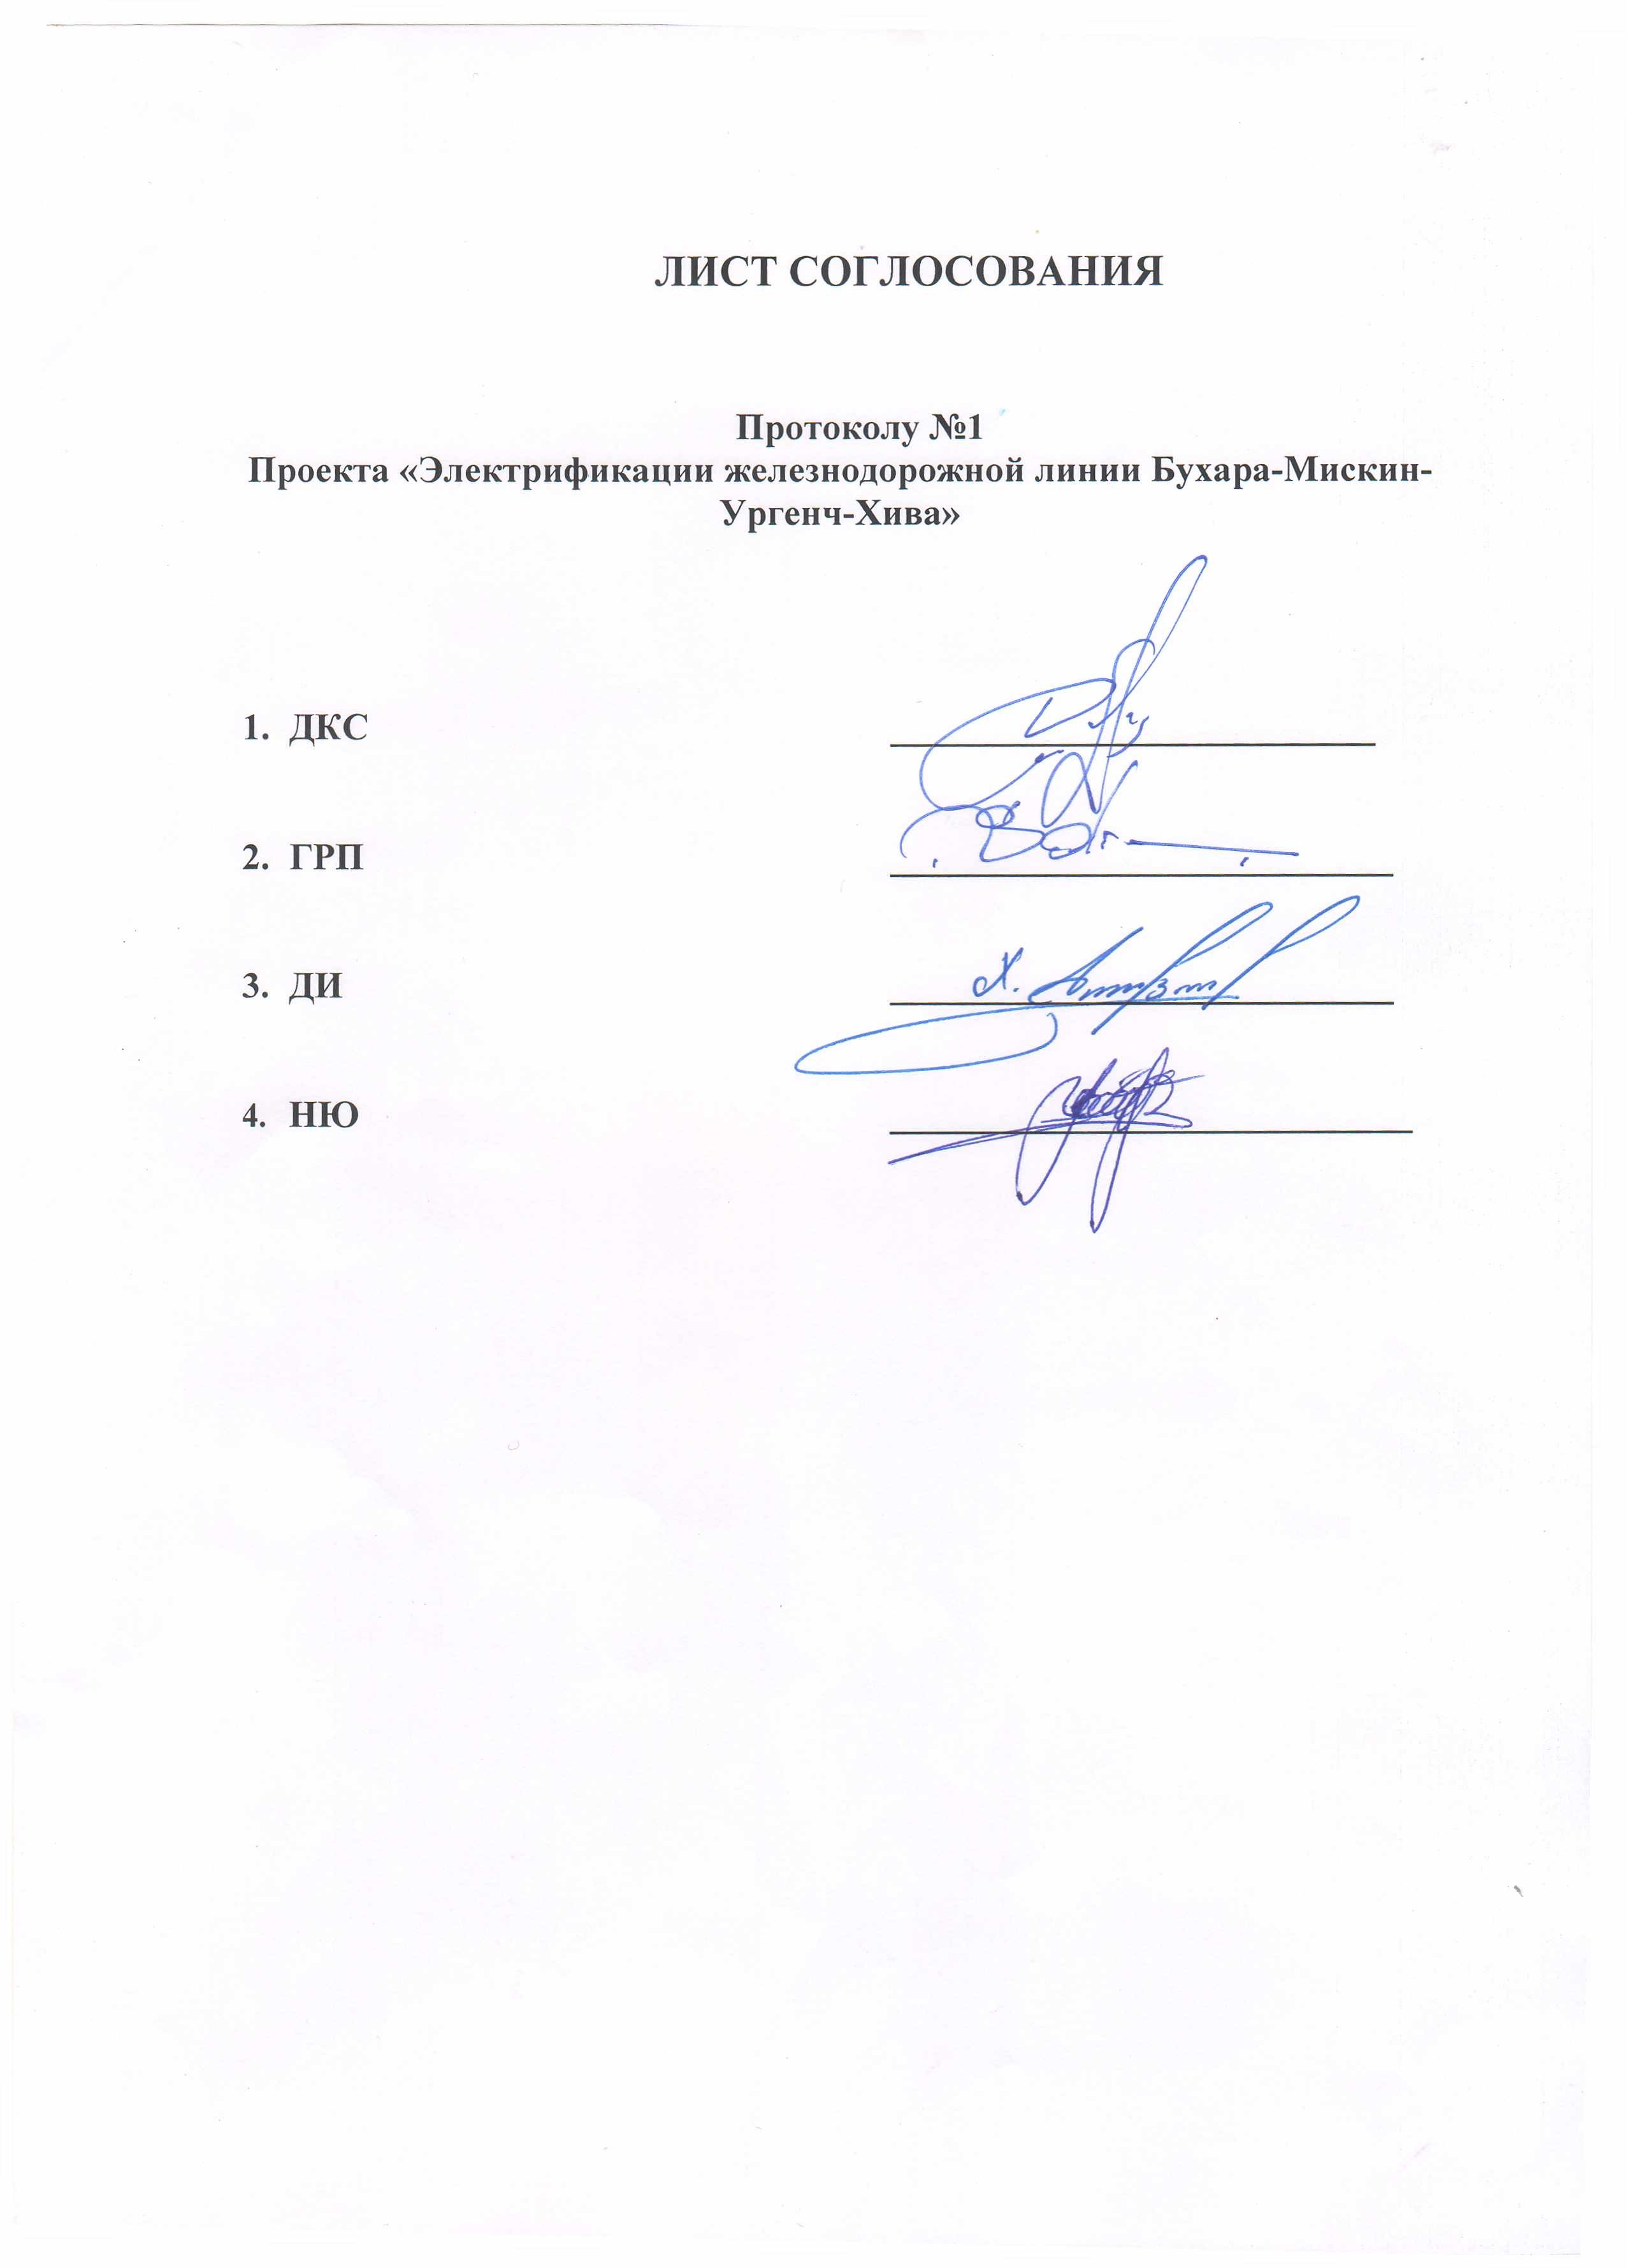 ЛИСТ СОГЛОСОВАНИЯ
Протоколу №1
Проекта «Электрификации железнодорожной линии Бухара-Мискин-
Ургенч-Хива»
1. ДКС
2. ГРП
3. ДИ
4. НЮ